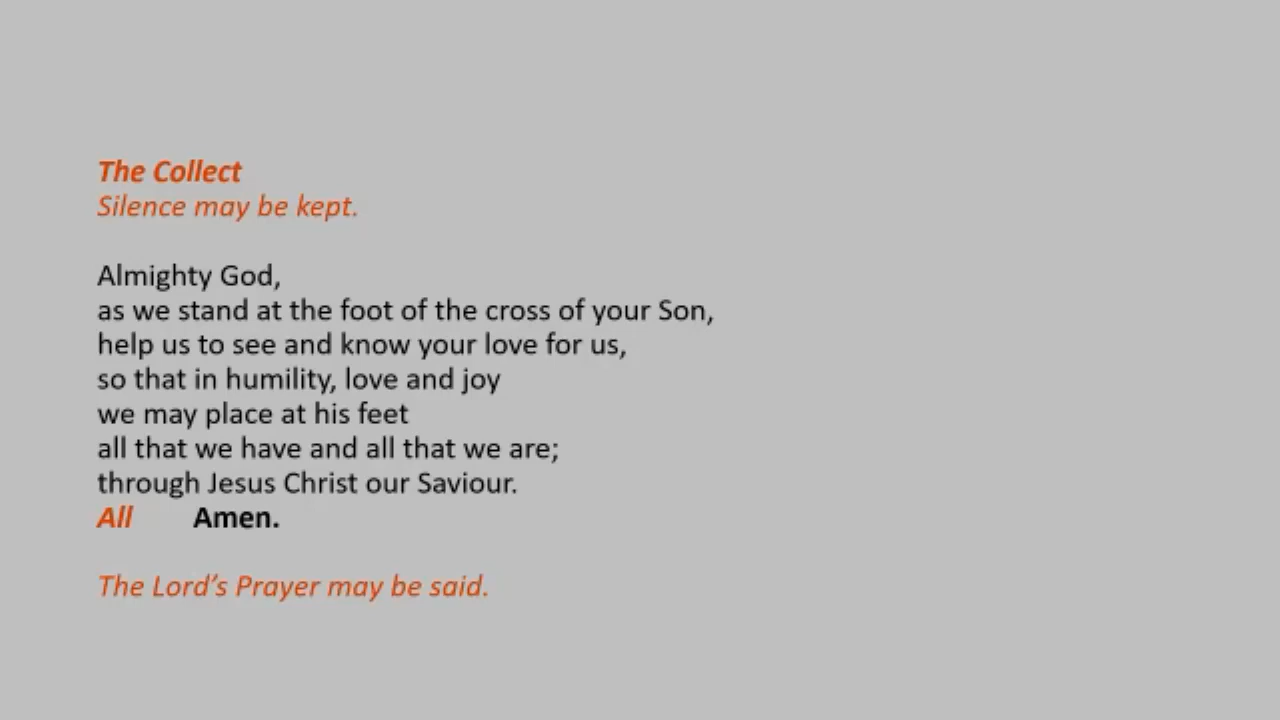 The Collect
Silence may be kept.
Almighty God,
as we stand at the foot of the cross of your Son,
help us to see and know your love for us,
so that in humility, love and joy
we may place at his feet
all that we have and all that we are;
through Jesus Christ our Saviour.
All Amen.
The Lord’s Prayer may be said.